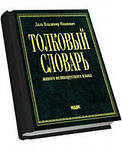 Даль Владимир Иванович
ТОЛКОВЫЙ
СЛОВАРЬ
живого великорусского языка